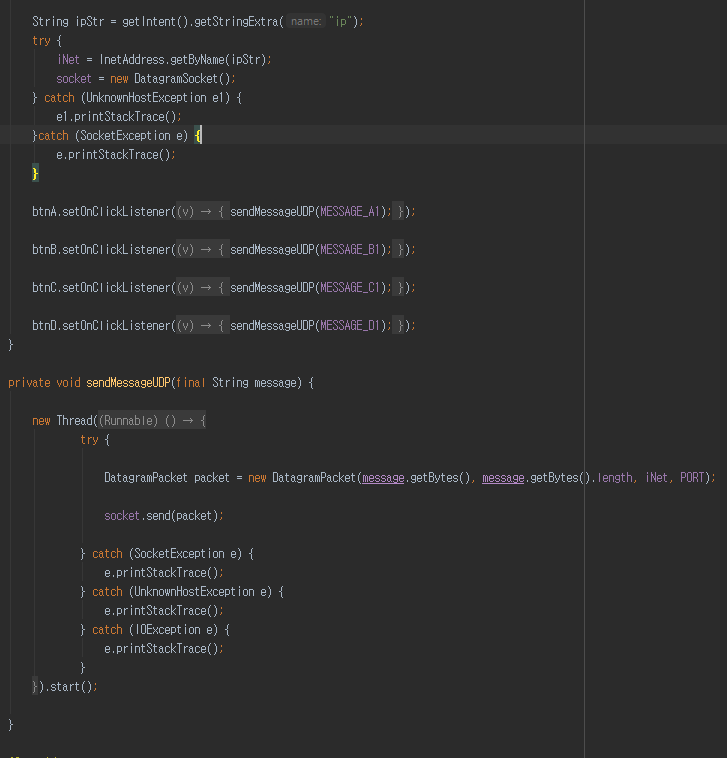 String ipStr = getIntent().getStringExtra( name: "ip");
try {
iNet = InetAddress.getByName(ipStr);
socket = new DatagramSocket();
} catch (UnknownHostException e1) {
e1.printStackTrace();
}catch (SocketException e) {
e.printStackTrace();
}
btnA.setOnClickListener((v) → { sendMessageUDP(MESSAGE_A1); });
btnB.setOnClickListener((v) → { sendMessageUDP(MESSAGE_B1); });
btnC.setOnClickListener((v) → { sendMessageUDP(MESSAGE_C1); });
btnD.setOnClickListener((v) → { sendMessageUDP(MESSAGE_D1); });
}
private void sendMessageUDP(final String message) {
new Thread((Runnable) () → {
try {
DatagramPacket packet = new DatagramPacket(message.getBytes(), message.getBytes().length, iNet, PORT);
socket.send(packet);
} catch (SocketException e) {
e.printStackTrace();
} catch (UnknownHostException e) {
e.printStackTrace();
} catch (IOException e) {
e.printStackTrace();
}
}).start();
}